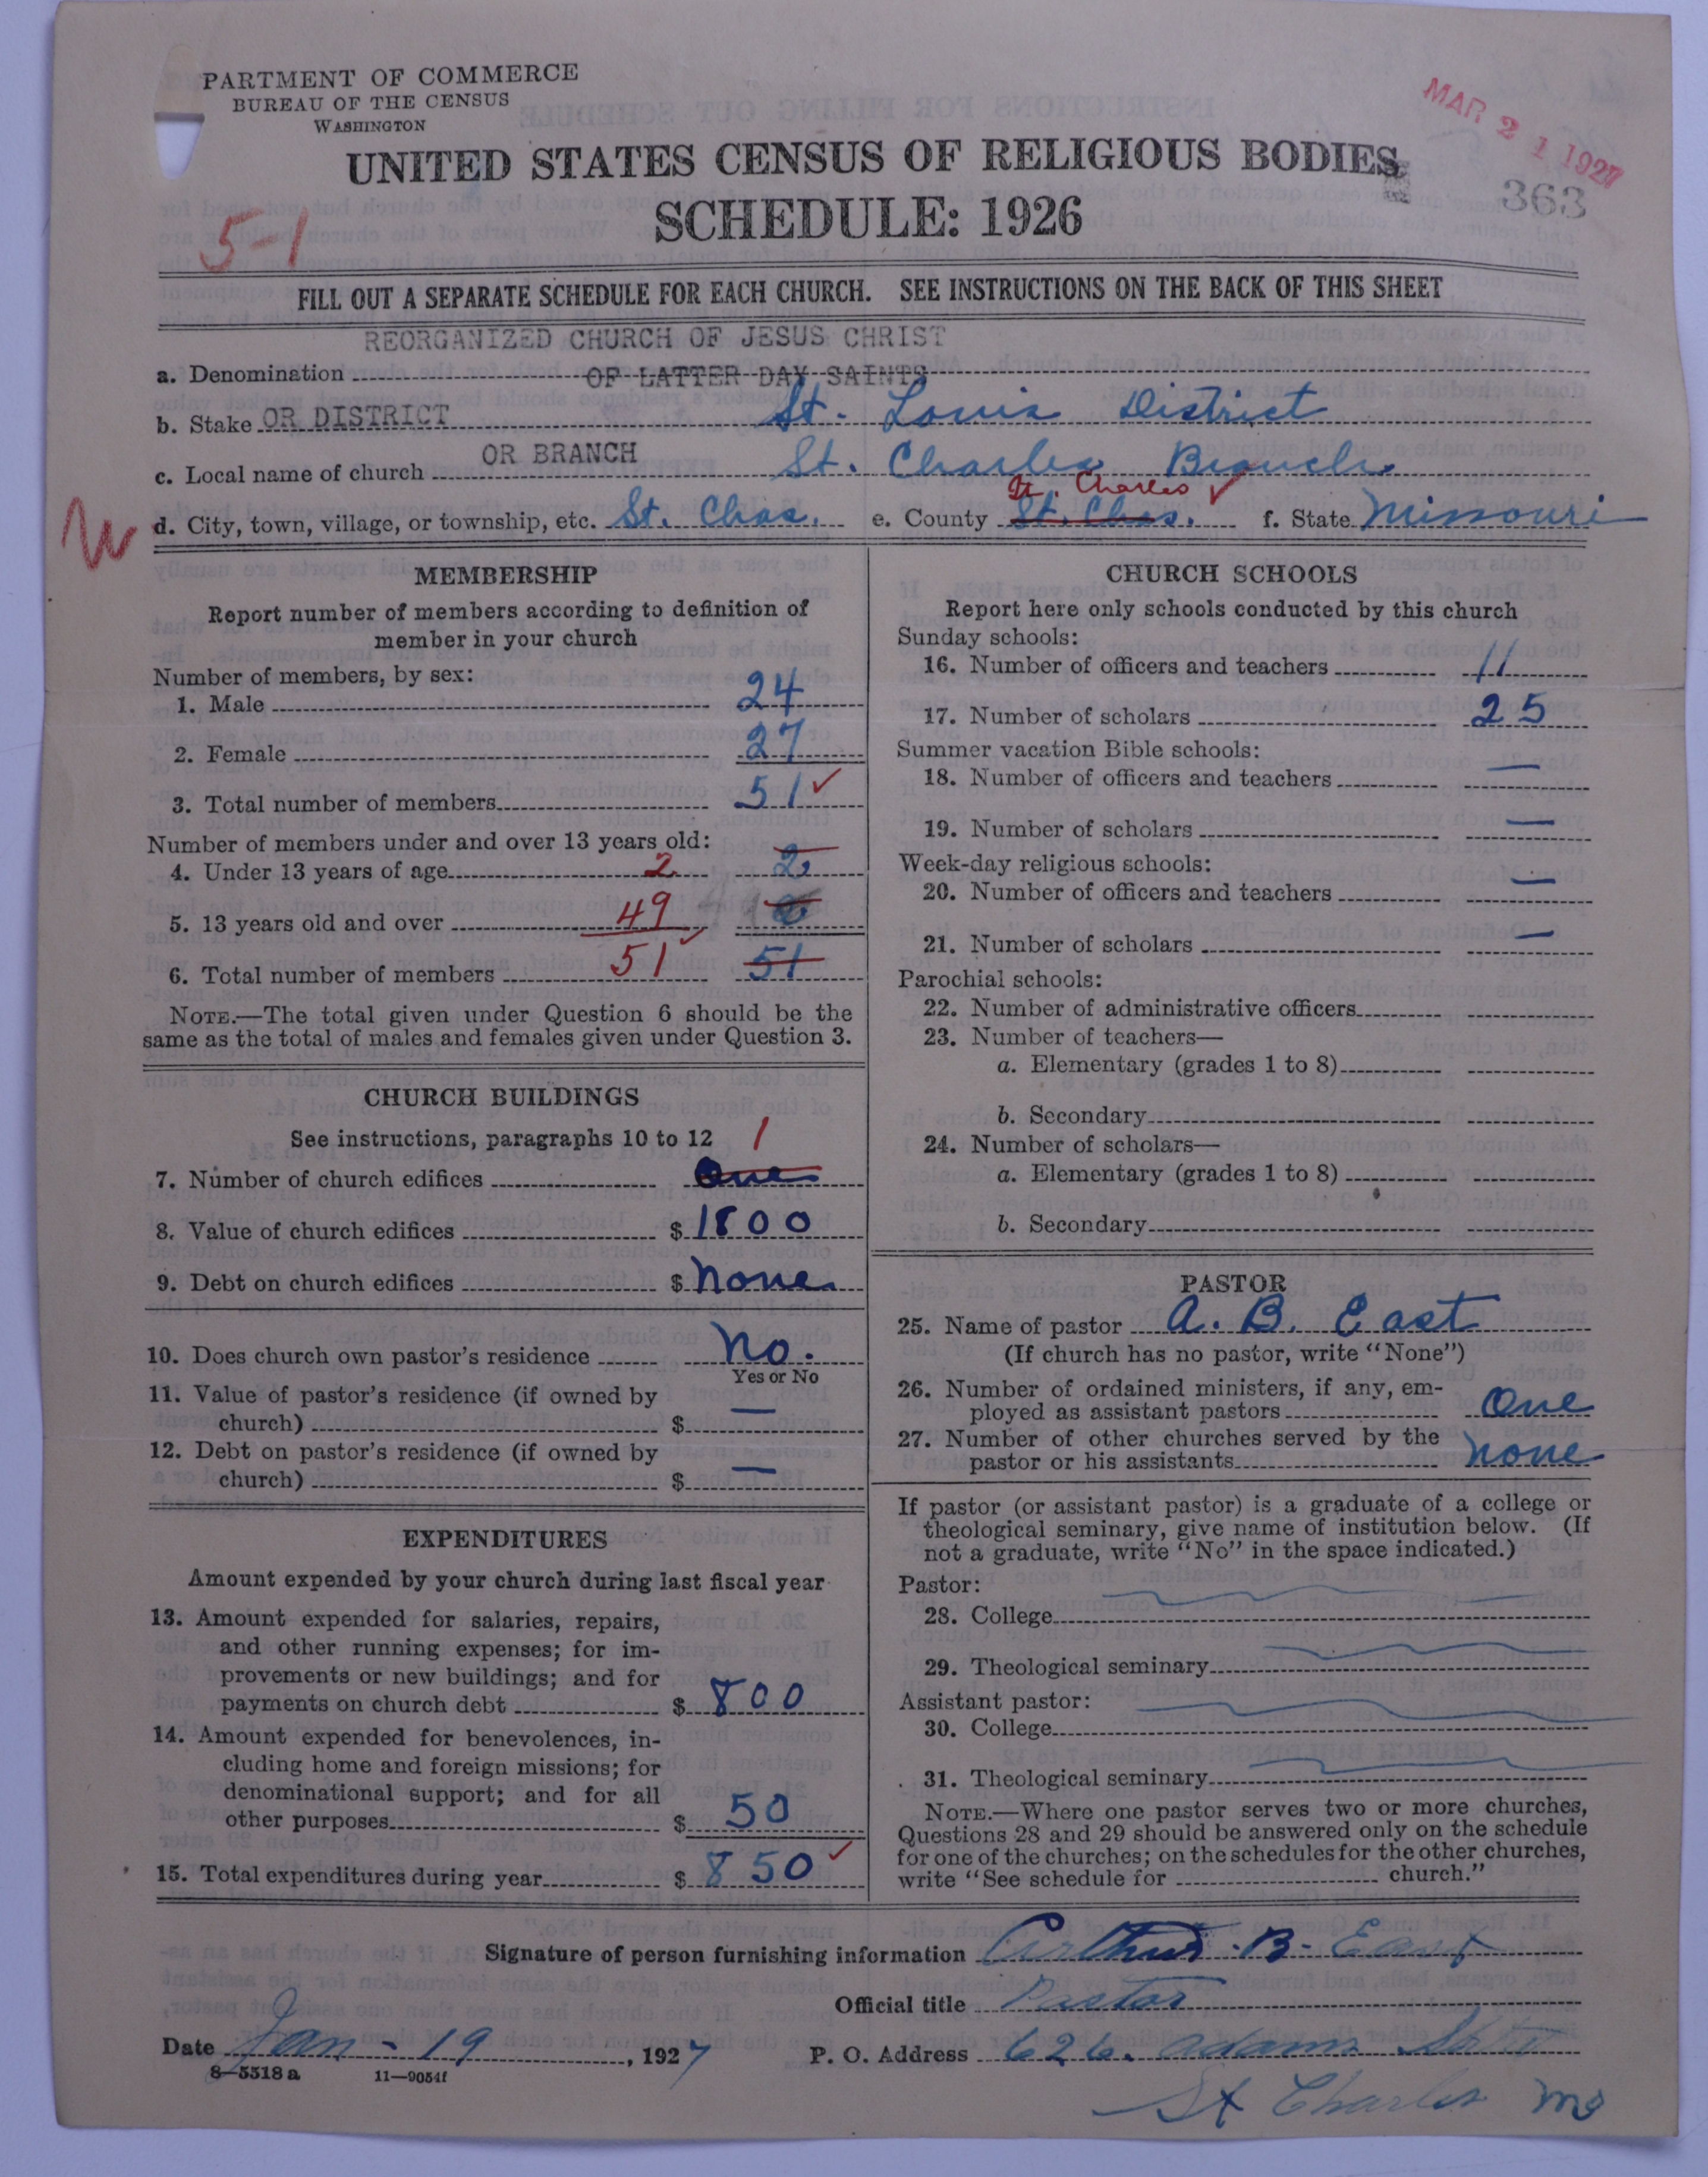 PARTMENT OF COMMERCE
BUREAU OF THE CENSUS
WASHINGTON
MAR 21 1927
363
UNITED STATES CENSUS OF RELIGIOUS BODIES
SCHEDULE: 1926
5-1
FILL OUT A SEPARATE SCHEDULE FOR EACH CHURCH. SEE INSTRUCTIONS ON THE BACK OF THIS SHEET
REORGANIZED CHURCH OF JESUS CHRIST
a. Denomination OF LATTER DAY SAINTS
b. Stake OR DISTRICT St. Louis District
c. Local name of church OR BRANCH St. Charles Branch
St. Charles ✓
d. City, town, village, or township, etc. St. Chas. e. County St. Chas. f. State Missouri
MEMBERSHIP
Report number of members according to definition of
member in your church
Number of members, by sex:
1. Male 24
2. Female 27
3. Total number of members 51 ✓
Number of members under and over 13 years old:
4. Under 13 years of age 2 2
5. 13 years old and over 49
6. Total number of members 51 ✓ 51
NOTE.—The total given under Question 6 should be the
same as the total of males and females given under Question 3.
CHURCH BUILDINGS
See instructions, paragraphs 10 to 12 1
7. Number of church edifices One
8. Value of church edifices $ 1800
9. Debt on church edifices $ None
10. Does church own pastor's residence No.
Yes or No
11. Value of pastor's residence (if owned by
church) $ —
12. Debt on pastor's residence (if owned by
church) $ —
EXPENDITURES
Amount expended by your church during last fiscal year
13. Amount expended for salaries, repairs,
and other running expenses; for im-
provements or new buildings; and for
payments on church debt $ 800
14. Amount expended for benevolences, in-
cluding home and foreign missions; for
denominational support; and for all
other purposes $ 50
15. Total expenditures during year $ 850 ✓
CHURCH SCHOOLS
Report here only schools conducted by this church
Sunday schools:
16. Number of officers and teachers 11
17. Number of scholars 25
Summer vacation Bible schools:
18. Number of officers and teachers —
19. Number of scholars —
Week-day religious schools:
20. Number of officers and teachers —
21. Number of scholars —
Parochial schools:
22. Number of administrative officers
23. Number of teachers—
a. Elementary (grades 1 to 8)
b. Secondary
24. Number of scholars—
a. Elementary (grades 1 to 8)
b. Secondary
PASTOR
25. Name of pastor A. B. East
(If church has no pastor, write "None")
26. Number of ordained ministers, if any, em-
ployed as assistant pastors One
27. Number of other churches served by the
pastor or his assistants None
If pastor (or assistant pastor) is a graduate of a college or
theological seminary, give name of institution below. (If
not a graduate, write "No" in the space indicated.)
Pastor:
28. College
29. Theological seminary
Assistant pastor:
30. College
31. Theological seminary
NOTE.—Where one pastor serves two or more churches,
Questions 28 and 29 should be answered only on the schedule
for one of the churches; on the schedules for the other churches,
write "See schedule for church."
Signature of person furnishing information Arthur B. East
Official title Pastor
Date Jan - 19, 1927 P. O. Address 626. Adams
8—5518a 11—9054f
St Charles Mo